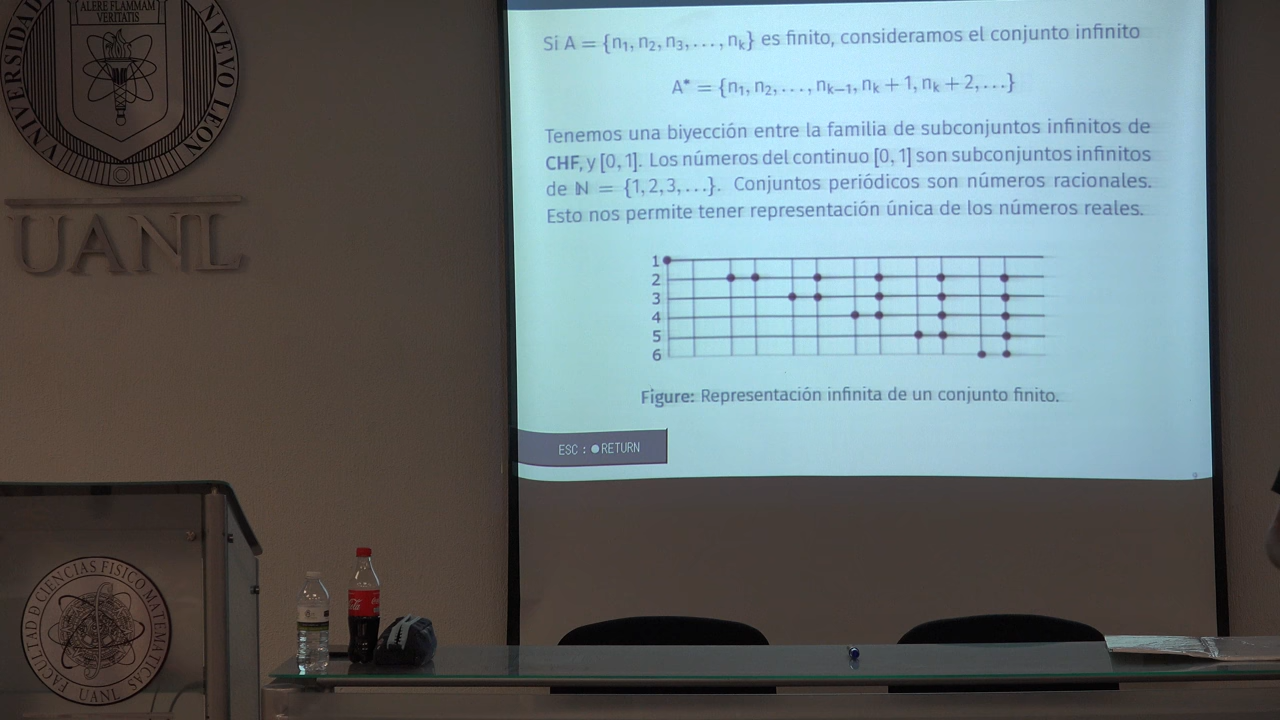 ALERE FLAMMAM
VERITATIS
UNIVERSIDAD
NUEVO LEON
UANL
Si A = {n₁, n₂, n₃, . . . , nₖ} es finito, consideramos el conjunto infinito
A* = {n₁, n₂, . . . , nₖ₋₁, nₖ + 1, nₖ + 2, . . .}
Tenemos una biyección entre la familia de subconjuntos infinitos de
CHF, y [0, 1]. Los números del continuo [0, 1] son subconjuntos infinitos
de ℕ = {1, 2, 3, . . .}. Conjuntos periódicos son números racionales.
Esto nos permite tener representación única de los números reales.
1
2
3
4
5
6
Figure: Representación infinita de un conjunto finito.
ESC : ●RETURN
FACULTAD D CIENCIAS FISICO MATEMATICAS
UANL